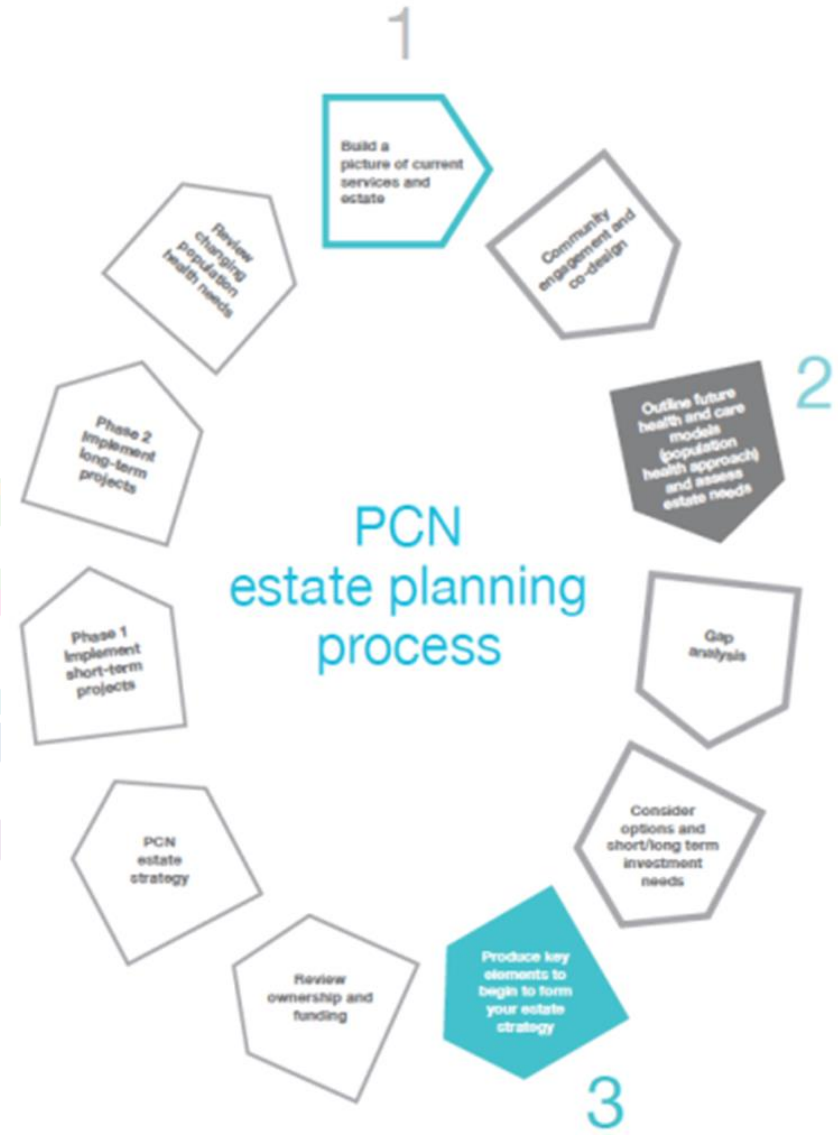 1
Build a
picture of current
services and
estate
Community
engagement and
co-design
2
Outline future
health and care
models
(population
health approach)
and assess
estate needs
Gap
analysis
Consider
options and
short/long term
investment
needs
Produce key
elements to
begin to form
your estate
strategy
3
Review
ownership and
funding
PCN
estate
strategy
Phase 1
Implement
short-term
projects
Phase 2
Implement
long-term
projects
Review
changing
population
health needs
PCN
estate planning
process